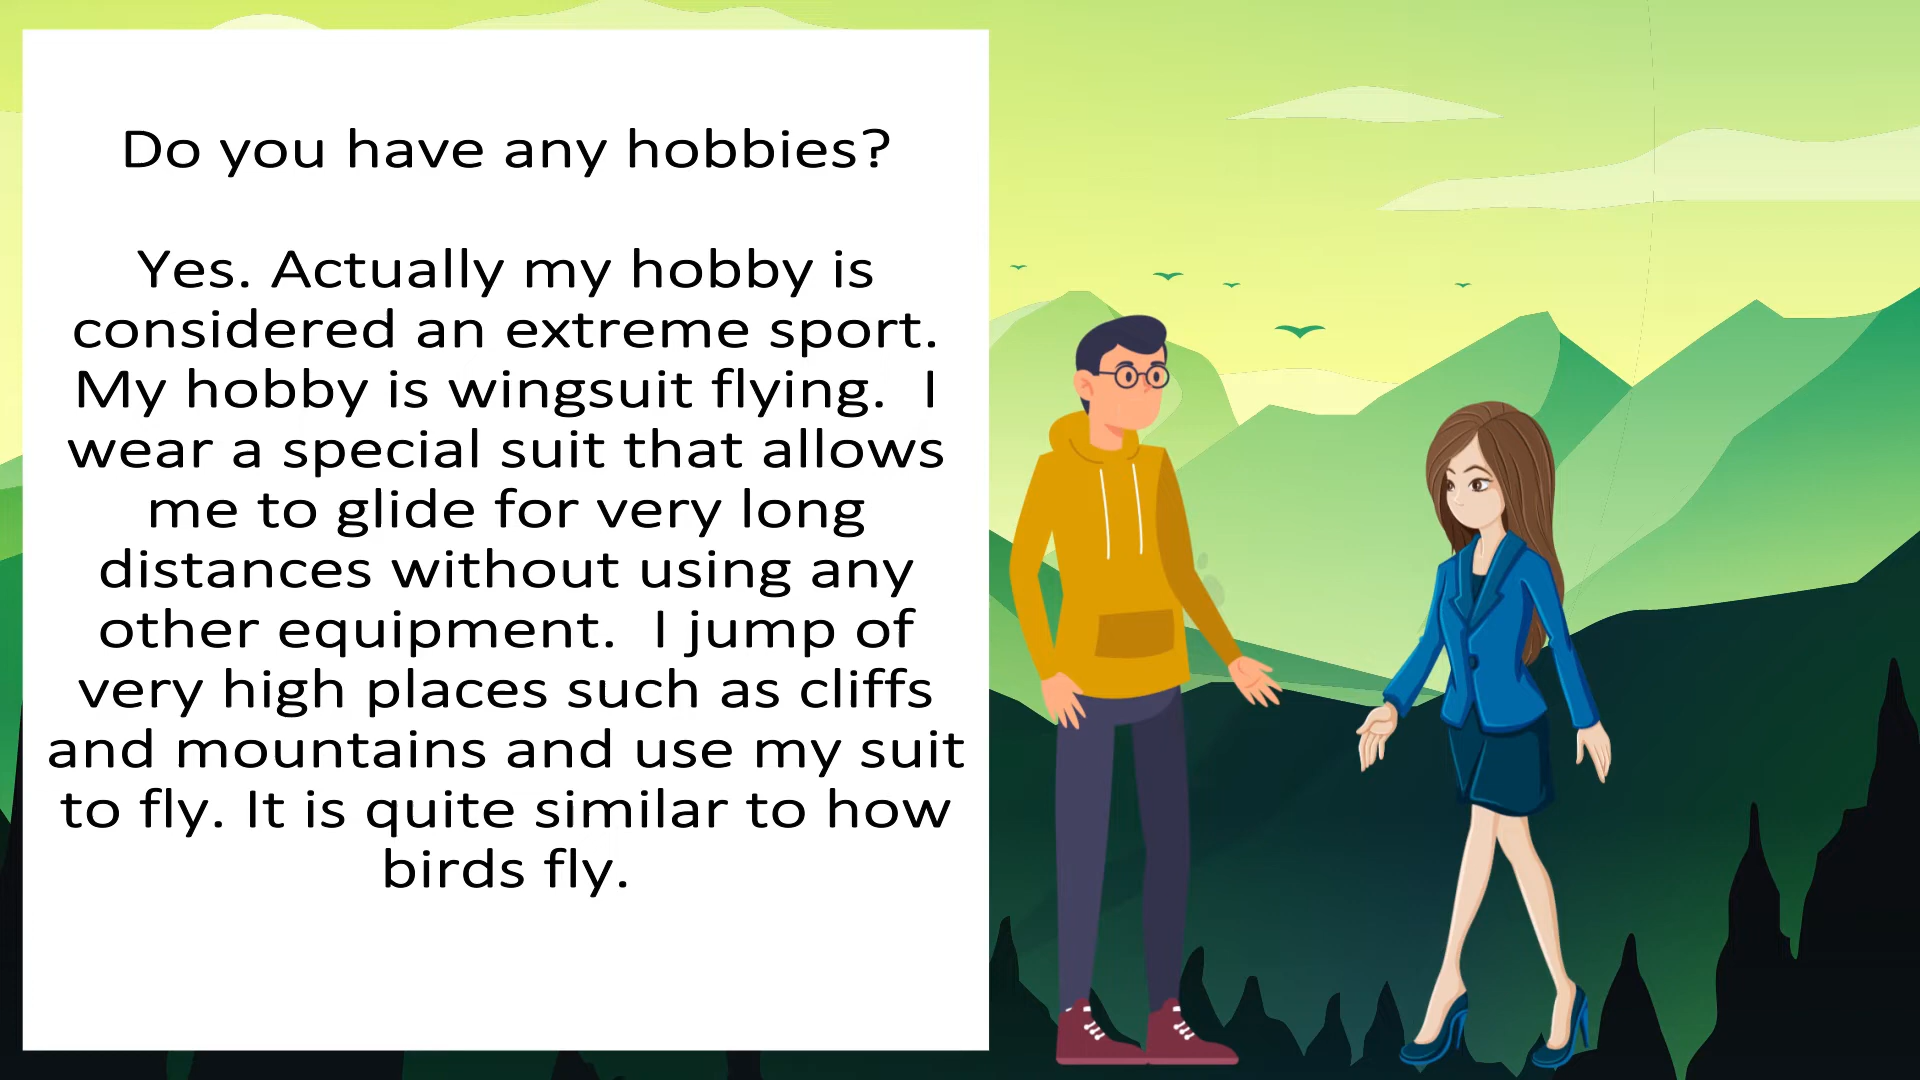 Do you have any hobbies?
Yes. Actually my hobby is
considered an extreme sport.
My hobby is wingsuit flying.  I
wear a special suit that allows
me to glide for very long
distances without using any
other equipment.  I jump of
very high places such as cliffs
and mountains and use my suit
to fly. It is quite similar to how
birds fly.